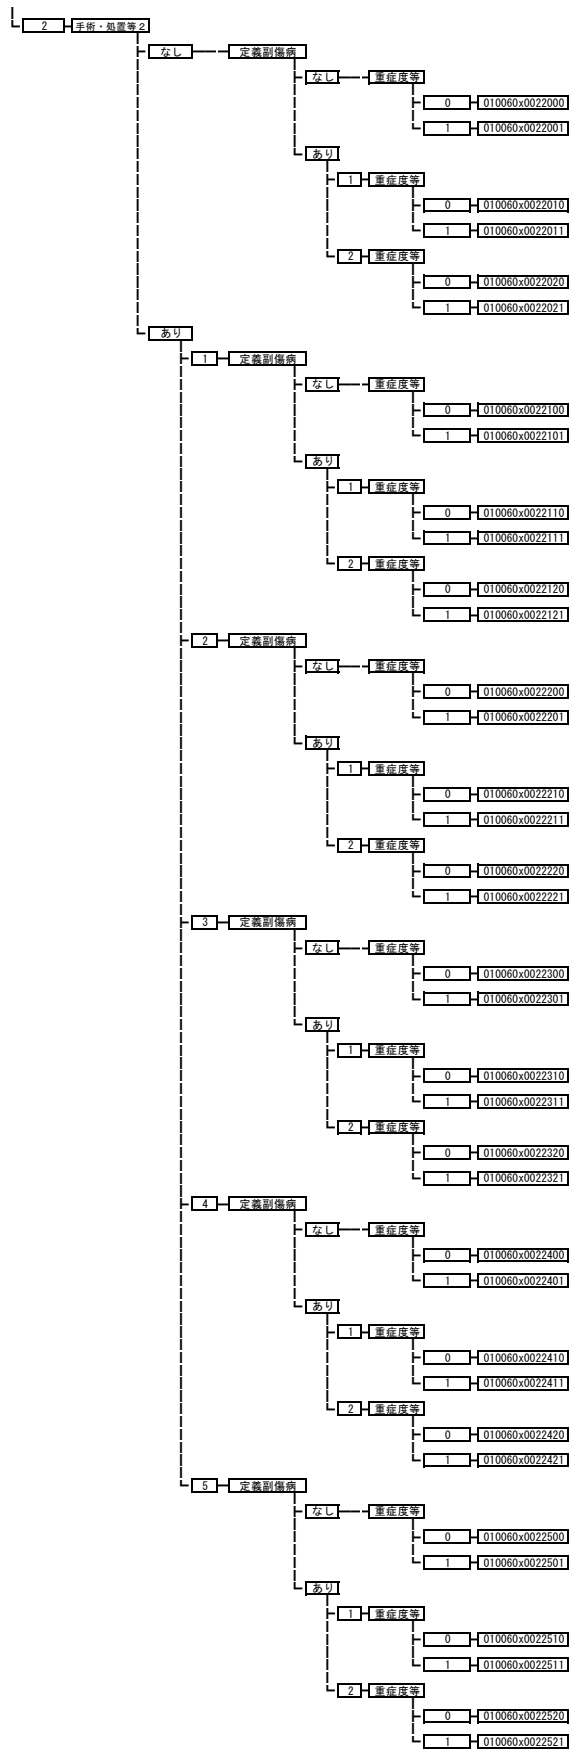 2 手術・処置等２
なし 定義副傷病
なし 重症度等
0 010060x0022000
1 010060x0022001
あり
1 重症度等
0 010060x0022010
1 010060x0022011
2 重症度等
0 010060x0022020
1 010060x0022021
あり
1 定義副傷病
なし 重症度等
0 010060x0022100
1 010060x0022101
あり
1 重症度等
0 010060x0022110
1 010060x0022111
2 重症度等
0 010060x0022120
1 010060x0022121
2 定義副傷病
なし 重症度等
0 010060x0022200
1 010060x0022201
あり
1 重症度等
0 010060x0022210
1 010060x0022211
2 重症度等
0 010060x0022220
1 010060x0022221
3 定義副傷病
なし 重症度等
0 010060x0022300
1 010060x0022301
あり
1 重症度等
0 010060x0022310
1 010060x0022311
2 重症度等
0 010060x0022320
1 010060x0022321
4 定義副傷病
なし 重症度等
0 010060x0022400
1 010060x0022401
あり
1 重症度等
0 010060x0022410
1 010060x0022411
2 重症度等
0 010060x0022420
1 010060x0022421
5 定義副傷病
なし 重症度等
0 010060x0022500
1 010060x0022501
あり
1 重症度等
0 010060x0022510
1 010060x0022511
2 重症度等
0 010060x0022520
1 010060x0022521